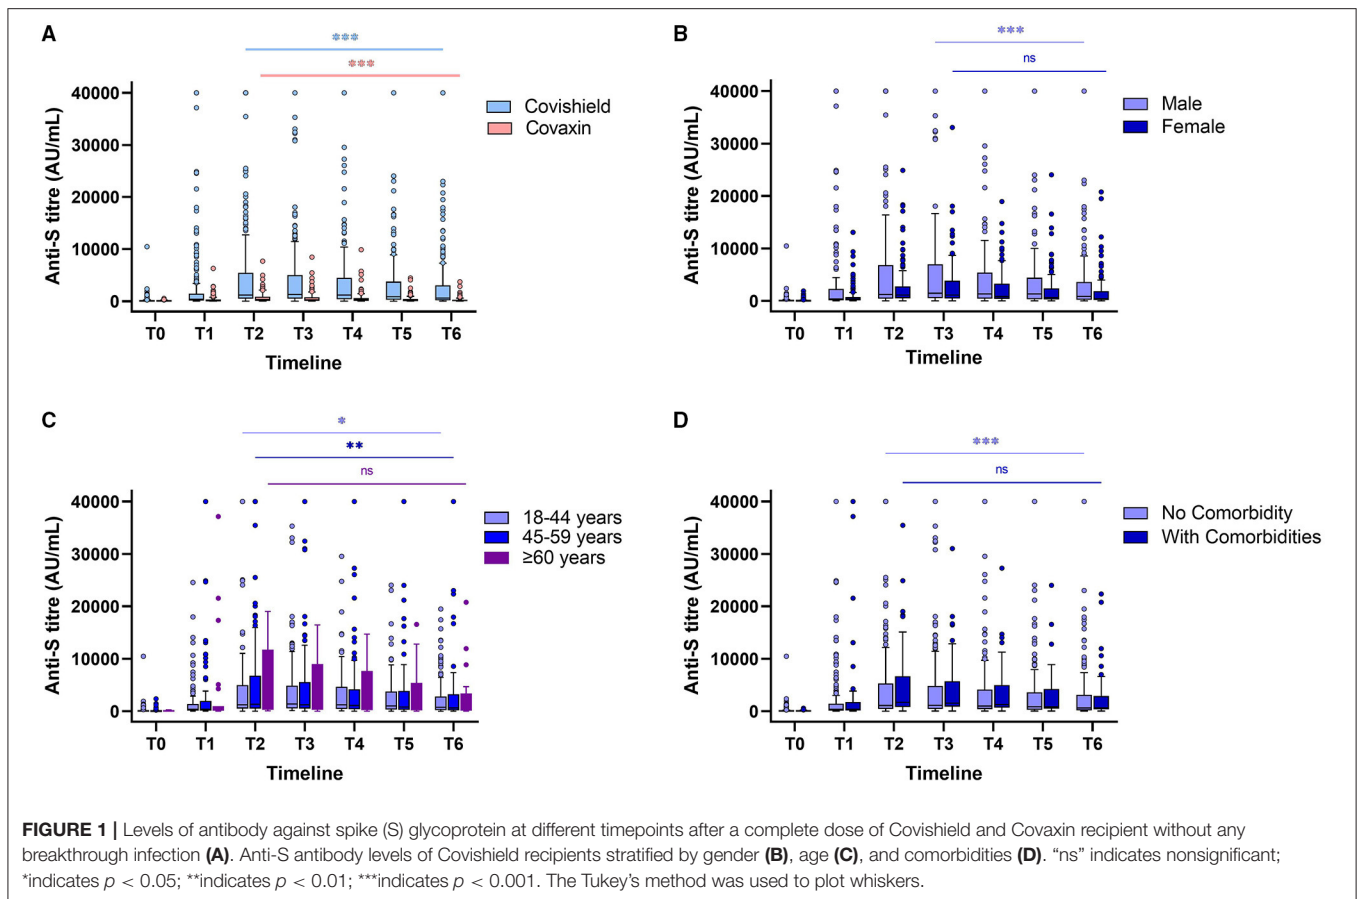 A
***
***
Anti-S titre (AU/mL)
40000
30000
20000
10000
0
T0 T1 T2 T3 T4 T5 T6
Timeline
Covishield
Covaxin
B
***
ns
Anti-S titre (AU/mL)
40000
30000
20000
10000
0
T0 T1 T2 T3 T4 T5 T6
Timeline
Male
Female
C
*
**
ns
Anti-S titre (AU/mL)
40000
30000
20000
10000
0
T0 T1 T2 T3 T4 T5 T6
Timeline
18-44 years
45-59 years
≥60 years
D
***
ns
Anti-S titre (AU/mL)
40000
30000
20000
10000
0
T0 T1 T2 T3 T4 T5 T6
Timeline
No Comorbidity
With Comorbidities
FIGURE 1 | Levels of antibody against spike (S) glycoprotein at different timepoints after a complete dose of Covishield and Covaxin recipient without any
breakthrough infection (A). Anti-S antibody levels of Covishield recipients stratified by gender (B), age (C), and comorbidities (D). “ns” indicates nonsignificant;
*indicates p < 0.05; **indicates p < 0.01; ***indicates p < 0.001. The Tukey’s method was used to plot whiskers.